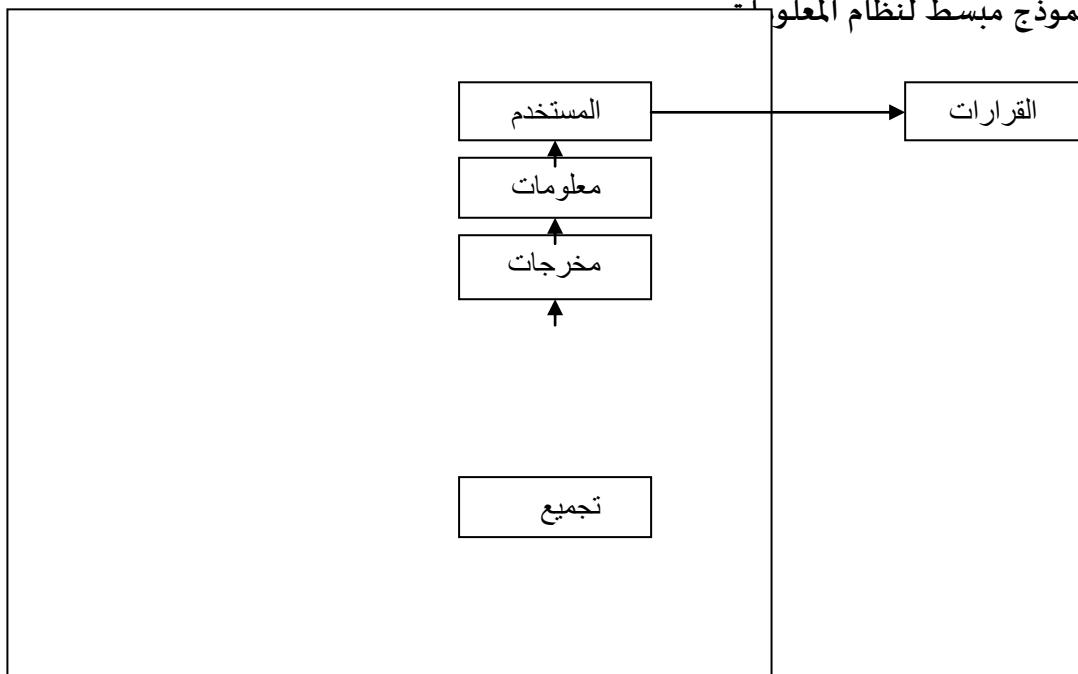 موذج مبسط لنظام
المستخدم
القرارات
معلومات
مخرجات
تجميع